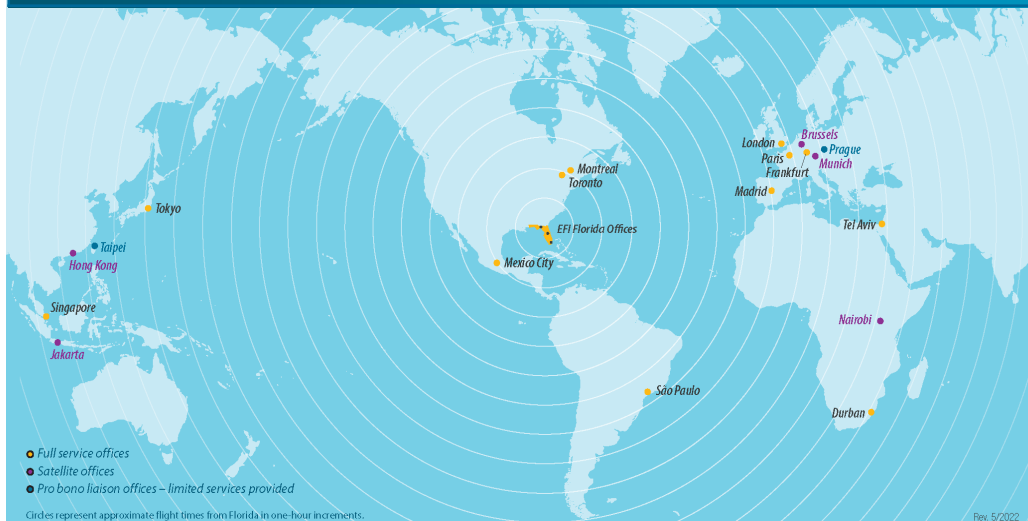 London
Brussels
Paris
Prague
Frankfurt
Munich
Madrid
Montreal
Toronto
Tokyo
EFI Florida Offices
Tel Aviv
Taipei
Hong Kong
Mexico City
Singapore
Nairobi
Jakarta
São Paulo
Durban
Full service offices
Satellite offices
Pro bono liaison offices – limited services provided
Circles represent approximate flight times from Florida in one-hour increments.
Rev. 5/2022